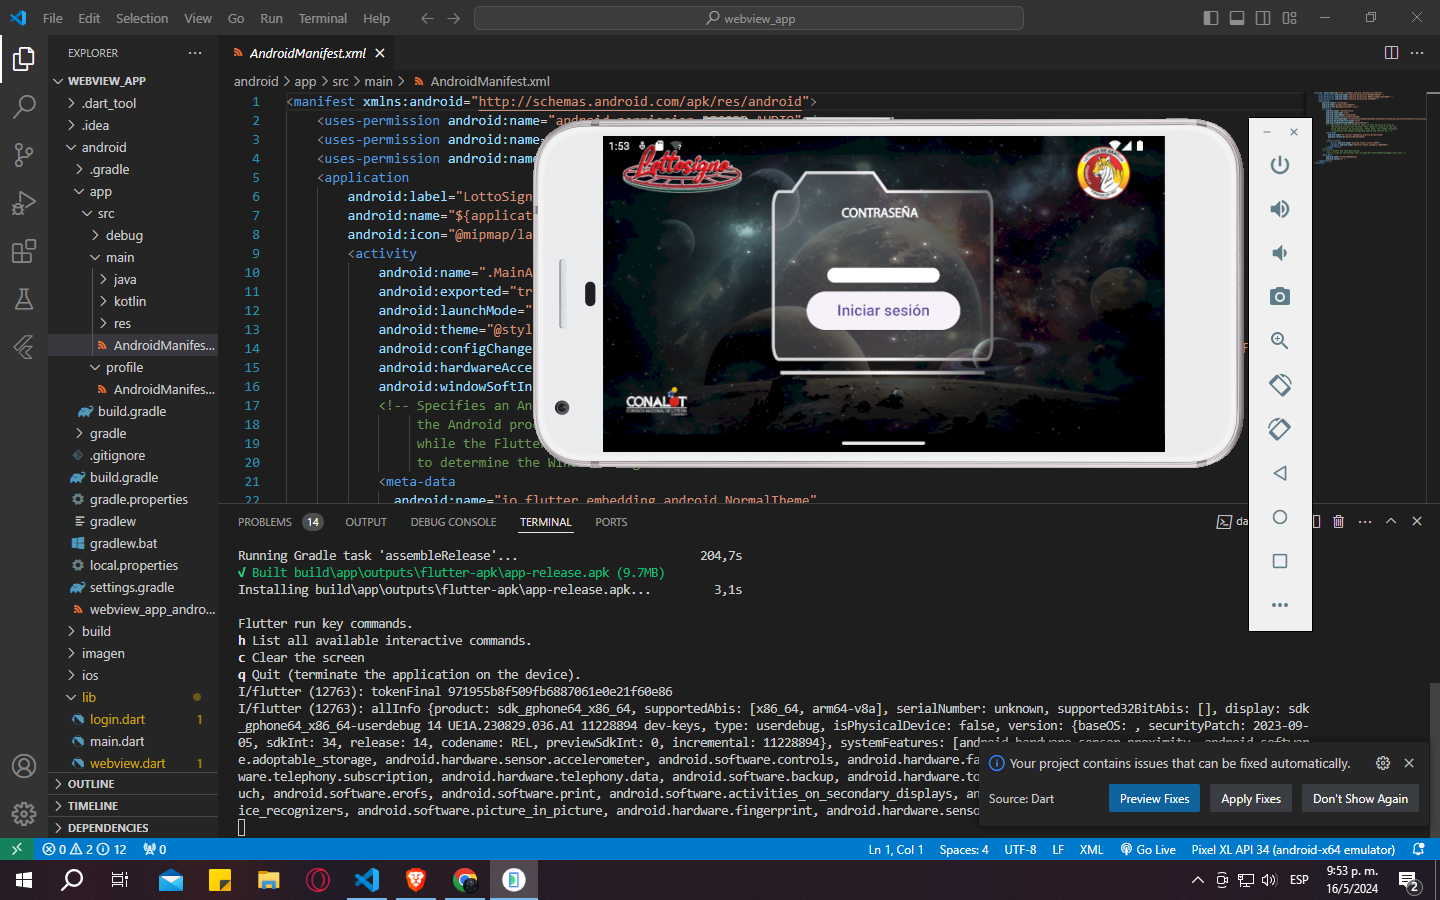 File Edit Selection View Go Run Terminal Help
webview_app
EXPLORER
WEBVIEW_APP
.dart_tool
.idea
android
.gradle
app
src
debug
main
java
kotlin
res
AndroidManifes...
profile
AndroidManifes...
build.gradle
gradle
.gitignore
build.gradle
gradle.properties
gradlew
gradlew.bat
local.properties
settings.gradle
webview_app_andro...
build
imagen
ios
lib
login.dart 1
main.dart
webview.dart 1
OUTLINE
TIMELINE
DEPENDENCIES
AndroidManifest.xml
android > app > src > main > AndroidManifest.xml
1 <manifest xmlns:android="http://schemas.android.com/apk/res/android">
2 <uses-permission android:name="android.permission.RECORD_AUDIO"
3 <uses-permission android:nam
4 <uses-permission android:nam
5 <application
6 android:label="LottoSign
7 android:name="${applicat
8 android:icon="@mipmap/la
9 <activity
10 android:name=".MainA
11 android:exported="tr
12 android:launchMode="
13 android:theme="@styl
14 android:configChange
15 android:hardwareAcce
16 android:windowSoftIn
17 <!-- Specifies an An
18 the Android pro
19 while the Flutter
20 to determine the Win
21 <meta-data
22 android:name="io.flutter.embedding.android.NormalTheme"
1:53
Lottosigno
CONTRASEÑA
Iniciar sesión
CONALOT
PROBLEMS 14 OUTPUT DEBUG CONSOLE TERMINAL PORTS
da
Running Gradle task 'assembleRelease'... 204,7s
√ Built build\app\outputs\flutter-apk\app-release.apk (9.7MB)
Installing build\app\outputs\flutter-apk\app-release.apk... 3,1s
Flutter run key commands.
h List all available interactive commands.
c Clear the screen
q Quit (terminate the application on the device).
I/flutter (12763): tokenFinal 971955b8f509fb6887061e0e21f60e86
I/flutter (12763): allInfo {product: sdk_gphone64_x86_64, supportedAbis: [x86_64, arm64-v8a], serialNumber: unknown, supported32BitAbis: [], display: sdk
_gphone64_x86_64-userdebug 14 UE1A.230829.036.A1 11228894 dev-keys, type: userdebug, isPhysicalDevice: false, version: {baseOS: , securityPatch: 2023-09-
05, sdkInt: 34, release: 14, codename: REL, previewSdkInt: 0, incremental: 11228894}, systemFeatures: [android.hardware.sensor.proximity, android.softwar
e.adoptable_storage, android.hardware.sensor.accelerometer, android.software.controls, android.hardware.fa
ware.telephony.subscription, android.hardware.telephony.data, android.software.backup, android.hardware.to
uch, android.software.erofs, android.software.print, android.software.activities_on_secondary_displays, an
ice_recognizers, android.software.picture_in_picture, android.hardware.fingerprint, android.hardware.senso
Your project contains issues that can be fixed automatically.
Source: Dart
Preview Fixes Apply Fixes Don't Show Again
0 2 12 0
Ln 1, Col 1 Spaces: 4 UTF-8 LF XML Go Live Pixel XL API 34 (android-x64 emulator)
ESP
9:53 p. m.
16/5/2024
2